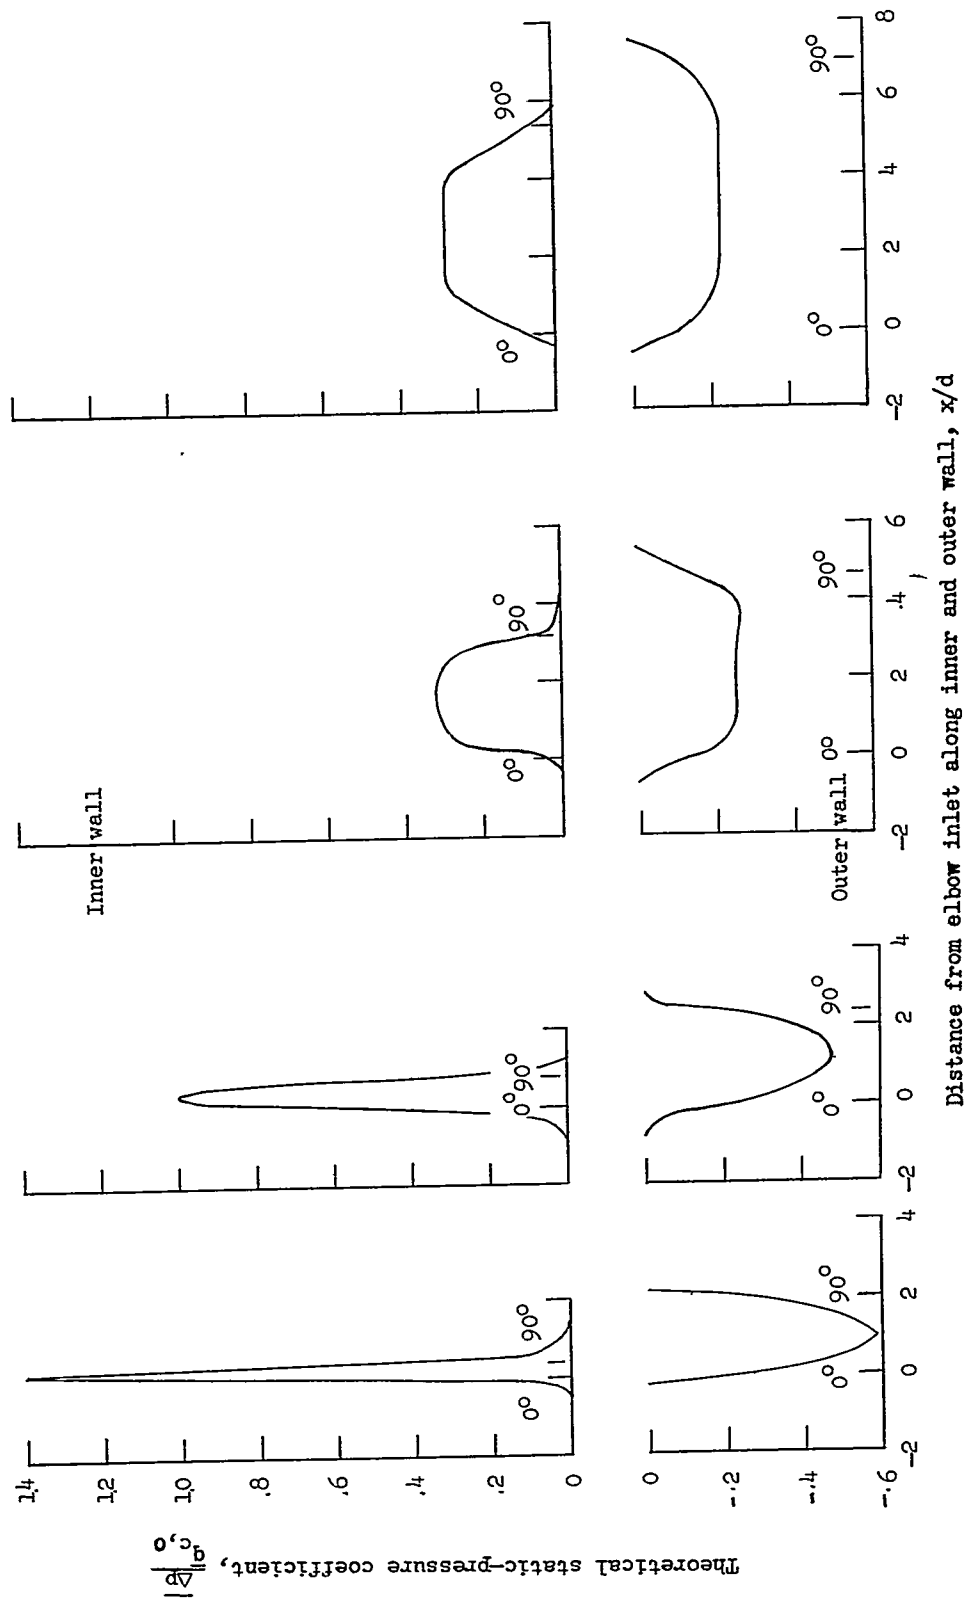 Theoretical static-pressure coefficient, Δp/q_c,0
1.4
1.0
.8
.6
.4
.2
0
0
-.2
-.4
-.6
Inner wall
0° 90°
0° 90°
0° 90°
0° 90°
Outer wall
0° 90°
0° 90°
0° 90°
0° 90°
-2 0 2 4
-2 0 2 4
-2 0 2 4 6
-2 0 2 4 6 8
Distance from elbow inlet along inner and outer wall, x/d